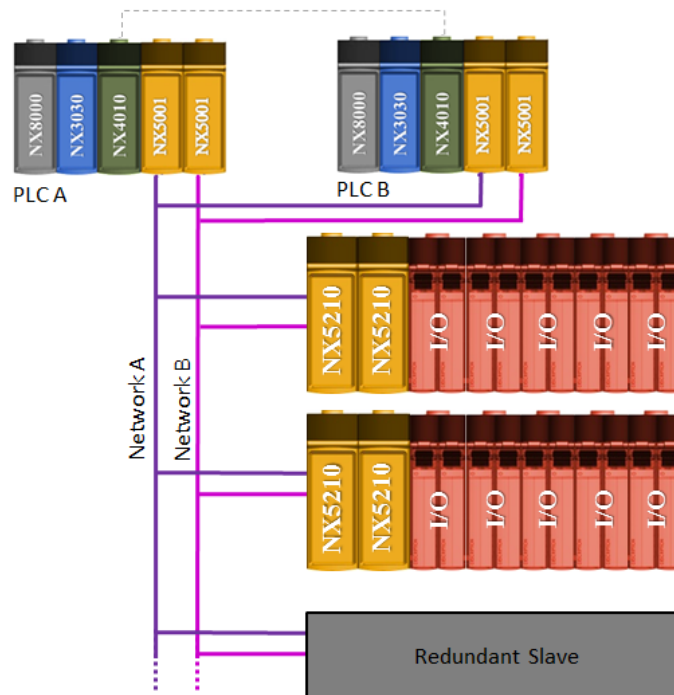 NX8000
NX3030
NX4010
NX5001
NX5001
PLC A
NX8000
NX3030
NX4010
NX5001
NX5001
PLC B
Network A
Network B
NX5210
NX5210
I/O
I/O
I/O
I/O
I/O
NX5210
NX5210
I/O
I/O
I/O
I/O
I/O
Redundant Slave